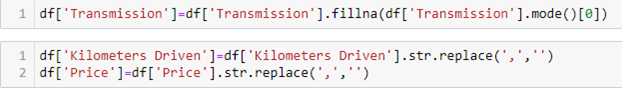 1 df['Transmission']=df['Transmission'].fillna(df['Transmission'].mode()[0])
1 df['Kilometers Driven']=df['Kilometers Driven'].str.replace(',','')
2 df['Price']=df['Price'].str.replace(',','')